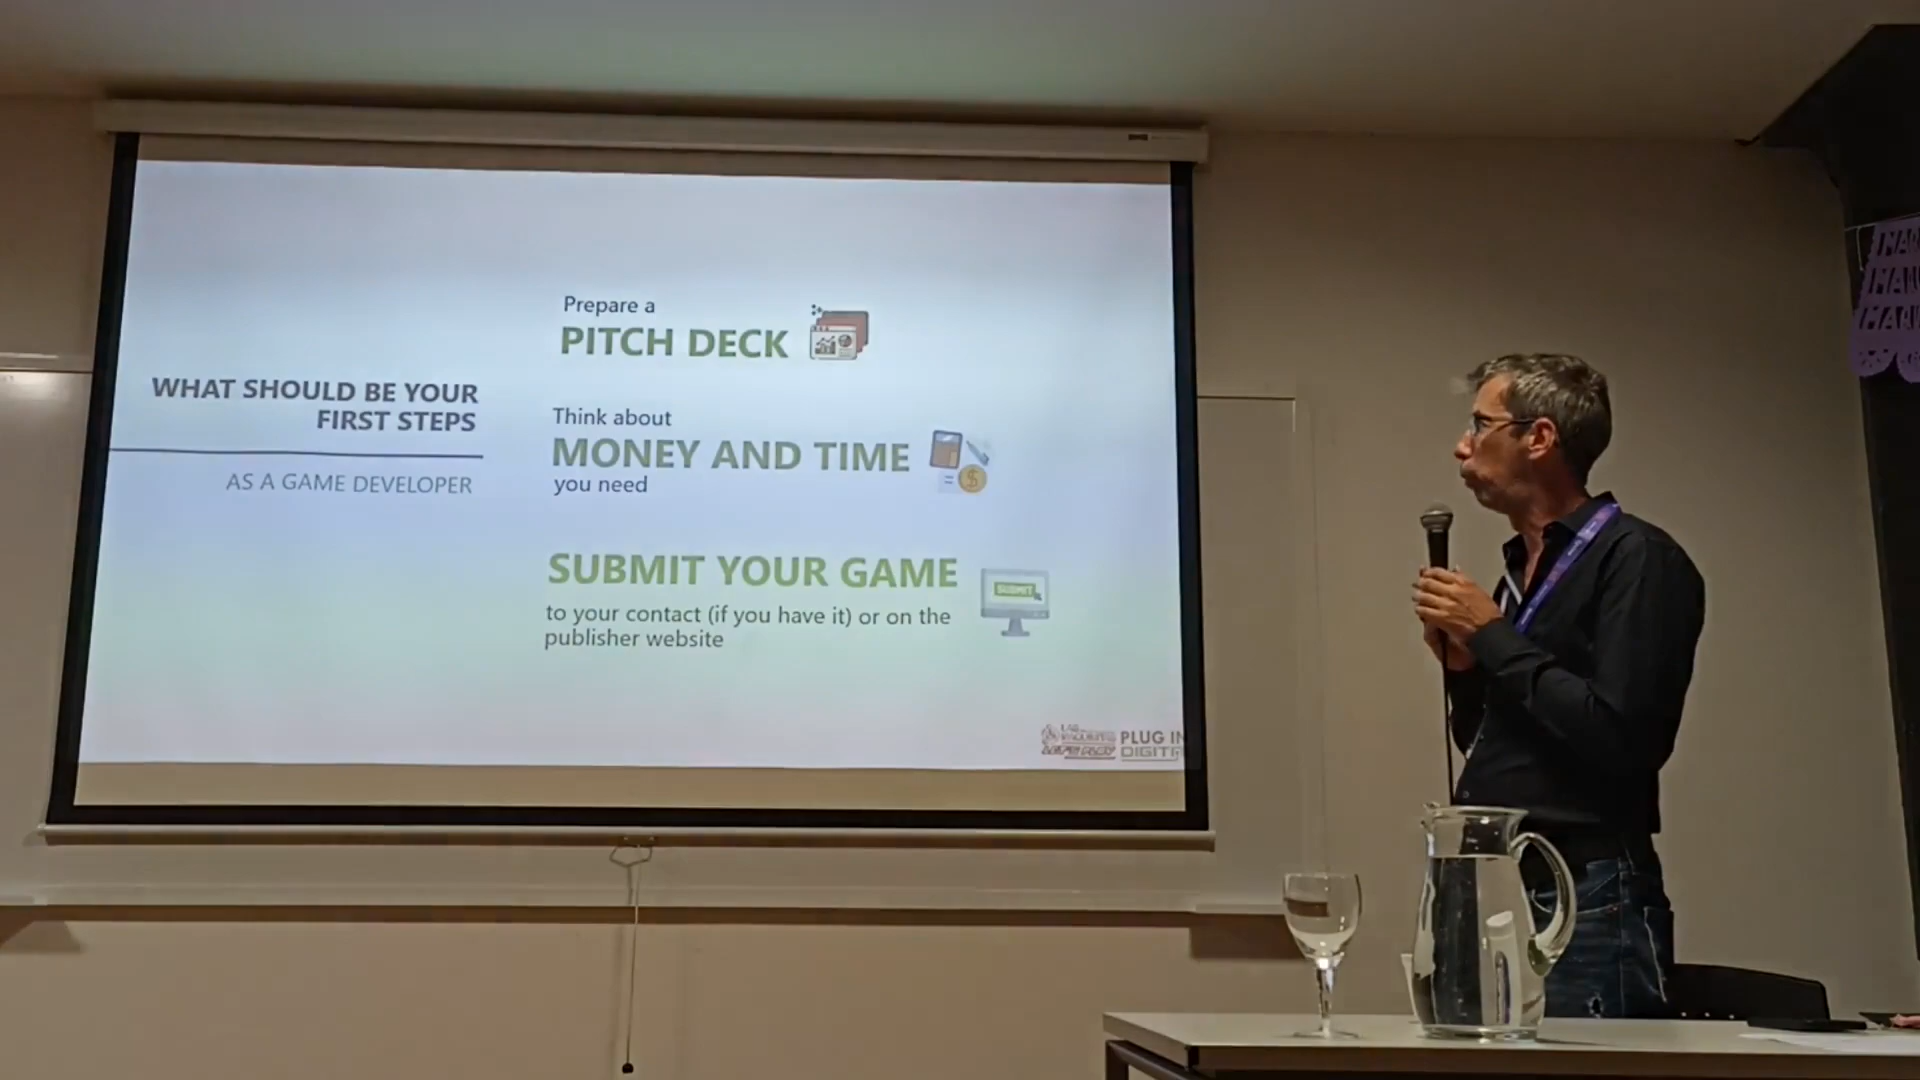 WHAT SHOULD BE YOUR
FIRST STEPS
AS A GAME DEVELOPER
Prepare a
PITCH DECK
Think about
MONEY AND TIME
you need
SUBMIT YOUR GAME
to your contact (if you have it) or on the
publisher website
SUBMIT
PLUG IN